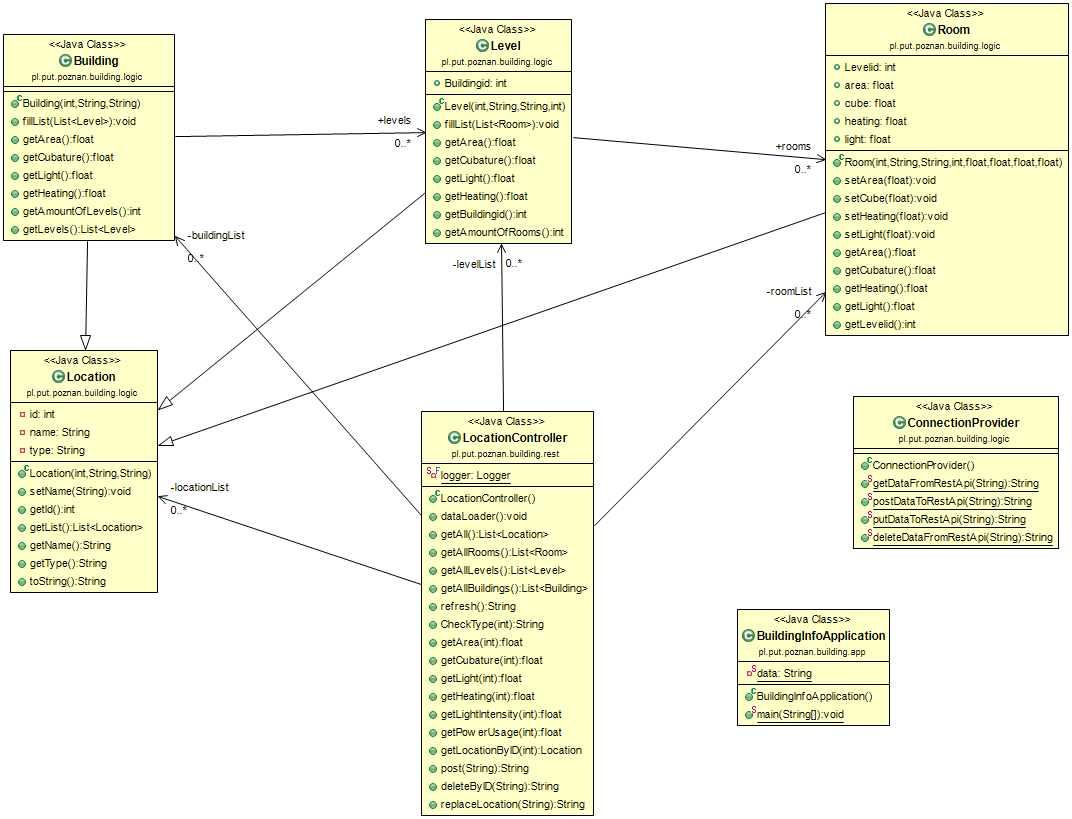 <<Java Class>>
Building
pl.put.poznan.building.logic
Building(int,String,String)
fillList(List<Level>):void
getArea():float
getCubature():float
getLight():float
getHeating():float
getAmountOfLevels():int
getLevels():List<Level>
+levels
0..*
<<Java Class>>
Level
pl.put.poznan.building.logic
Buildingid: int
Level(int,String,String,int)
fillList(List<Room>):void
getArea():float
getCubature():float
getLight():float
getHeating():float
getBuildingid():int
getAmountOfRooms():int
+rooms
0..*
<<Java Class>>
Room
pl.put.poznan.building.logic
Levelid: int
area: float
cube: float
heating: float
light: float
Room(int,String,String,int,float,float,float,float)
setArea(float):void
setCube(float):void
setHeating(float):void
setLight(float):void
getArea():float
getCubature():float
getHeating():float
getLight():float
getLevelid():int
-buildingList
0..*
-levelList
0..*
-roomList
0..*
<<Java Class>>
Location
pl.put.poznan.building.logic
id: int
name: String
type: String
Location(int,String,String)
setName(String):void
getId():int
getList():List<Location>
getName():String
getType():String
toString():String
-locationList
0..*
<<Java Class>>
LocationController
pl.put.poznan.building.rest
logger: Logger
LocationController()
dataLoader():void
getAll():List<Location>
getAllRooms():List<Room>
getAllLevels():List<Level>
getAllBuildings():List<Building>
refresh():String
CheckType(int):String
getArea(int):float
getCubature(int):float
getLight(int):float
getHeating(int):float
getLightIntensity(int):float
getPowerUsage(int):float
getLocationByID(int):Location
post(String):String
deleteByID(String):String
replaceLocation(String):String
<<Java Class>>
ConnectionProvider
pl.put.poznan.building.logic
ConnectionProvider()
getDataFromRestApi(String):String
postDataToRestApi(String):String
putDataToRestApi(String):String
deleteDataFromRestApi(String):String
<<Java Class>>
BuildingInfoApplication
pl.put.poznan.building.app
data: String
BuildingInfoApplication()
main(String[]):void